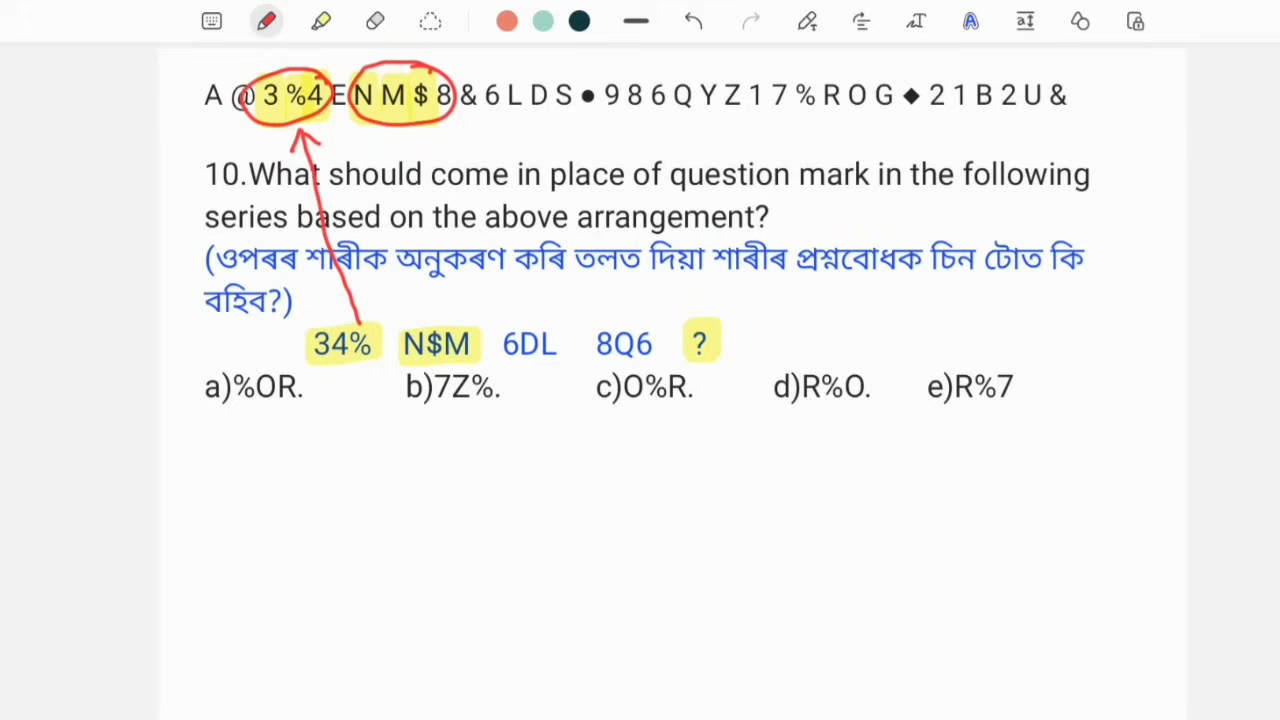 A @ 3 % 4 E N M $ 8 & 6 L D S ● 9 8 6 Q Y Z 1 7 % R O G ◆ 2 1 B 2 U &
10.What should come in place of question mark in the following
series based on the above arrangement?
(ওপৰৰ শাৰীক অনুকৰণ কৰি তলত দিয়া শাৰীৰ প্ৰশ্নবোধক চিন টোত কি
বহিব?)
34% N$M 6DL 8Q6 ?
a)%OR. b)7Z%. c)O%R. d)R%O. e)R%7